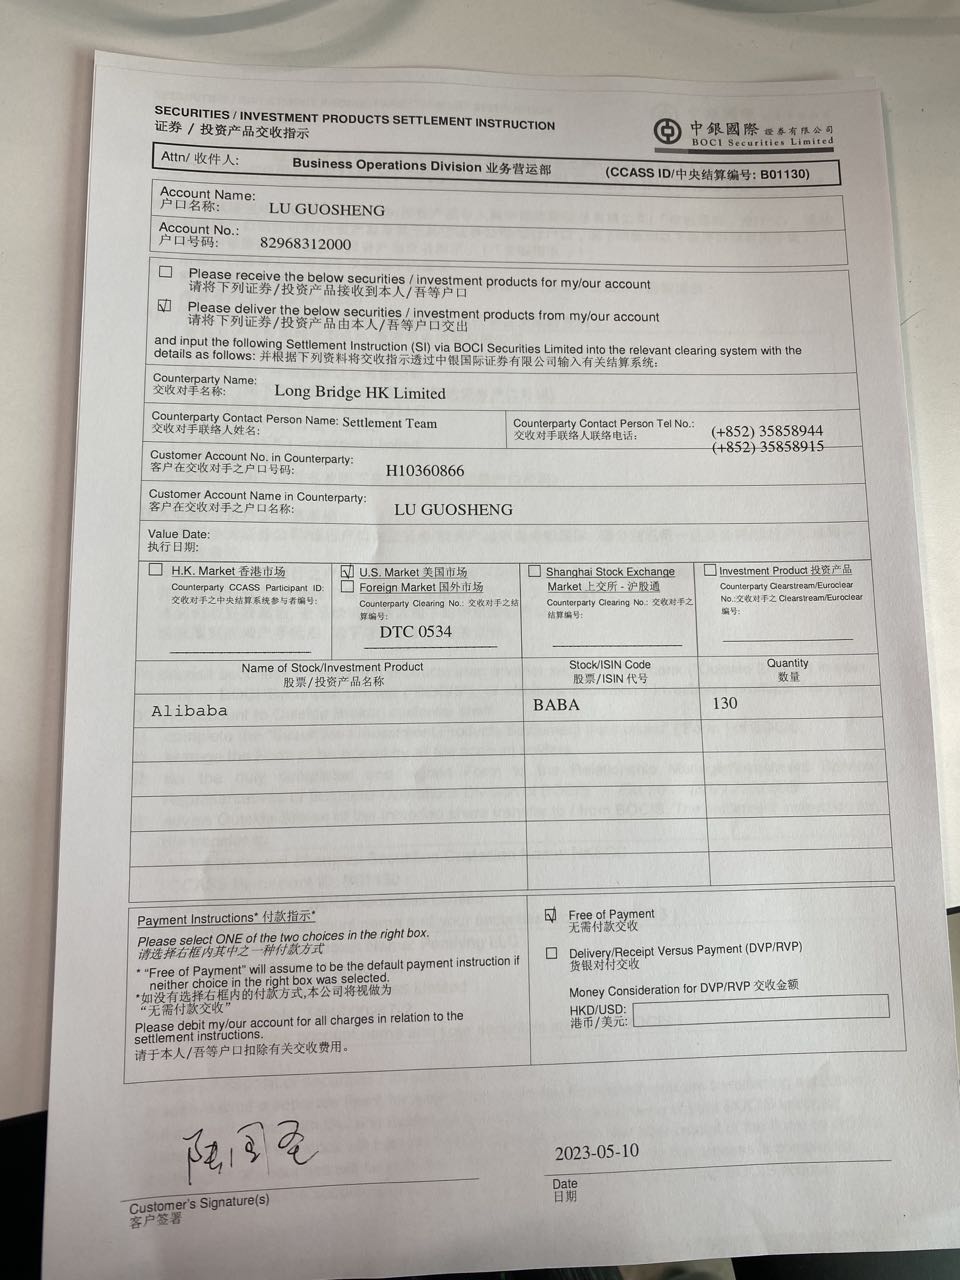 SECURITIES / INVESTMENT PRODUCTS SETTLEMENT INSTRUCTION
证券 / 投资产品交收指示
中銀國際 證券有限公司
BOCI Securities Limited
Attn/ 收件人: Business Operations Division 业务营运部 (CCASS ID/中央结算编号: B01130)
Account Name:
户口名称: LU GUOSHENG
Account No.:
户口号码: 82968312000
Please receive the below securities / investment products for my/our account
请将下列证券/投资产品接收到本人/吾等户口
Please deliver the below securities / investment products from my/our account
请将下列证券/投资产品由本人/吾等户口交出
and input the following Settlement Instruction (SI) via BOCI Securities Limited into the relevant clearing system with the
details as follows: 并根据下列资料将交收指示透过中银国际证券有限公司输入有关结算系统:
Counterparty Name:
交收对手名称: Long Bridge HK Limited
Counterparty Contact Person Name: Settlement Team
交收对手联络人姓名:
Counterparty Contact Person Tel No.:
交收对手联络人联络电话: (+852) 35858944
(+852) 35858915
Customer Account No. in Counterparty:
客户在交收对手之户口号码: H10360866
Customer Account Name in Counterparty:
客户在交收对手之户口名称: LU GUOSHENG
Value Date:
执行日期:
H.K. Market 香港市场
Counterparty CCASS Participant ID:
交收对手之中央结算系统参与者编号:
U.S. Market 美国市场
Foreign Market 国外市场
Counterparty Clearing No.: 交收对手之结
算编号:
DTC 0534
Shanghai Stock Exchange
Market 上交所 - 沪股通
Counterparty Clearing No.: 交收对手之
结算编号:
Investment Product 投资产品
Counterparty Clearstream/Euroclear
No.:交收对手之 Clearstream/Euroclear
编号:
Name of Stock/Investment Product
股票/投资产品名称
Stock/ISIN Code
股票/ISIN 代号
Quantity
数量
Alibaba BABA 130
Payment Instructions* 付款指示*
Please select ONE of the two choices in the right box.
请选择右框内其中之一种付款方式
* “Free of Payment” will assume to be the default payment instruction if
neither choice in the right box was selected.
*如没有选择右框内的付款方式,本公司将视做为
“无需付款交收”
Please debit my/our account for all charges in relation to the
settlement instructions.
请于本人/吾等户口扣除有关交收费用。
Free of Payment
无需付款交收
Delivery/Receipt Versus Payment (DVP/RVP)
货银对付交收
Money Consideration for DVP/RVP 交收金额
HKD/USD:
港币/美元:
陆国圣
Customer's Signature(s)
客户签署
2023-05-10
Date
日期